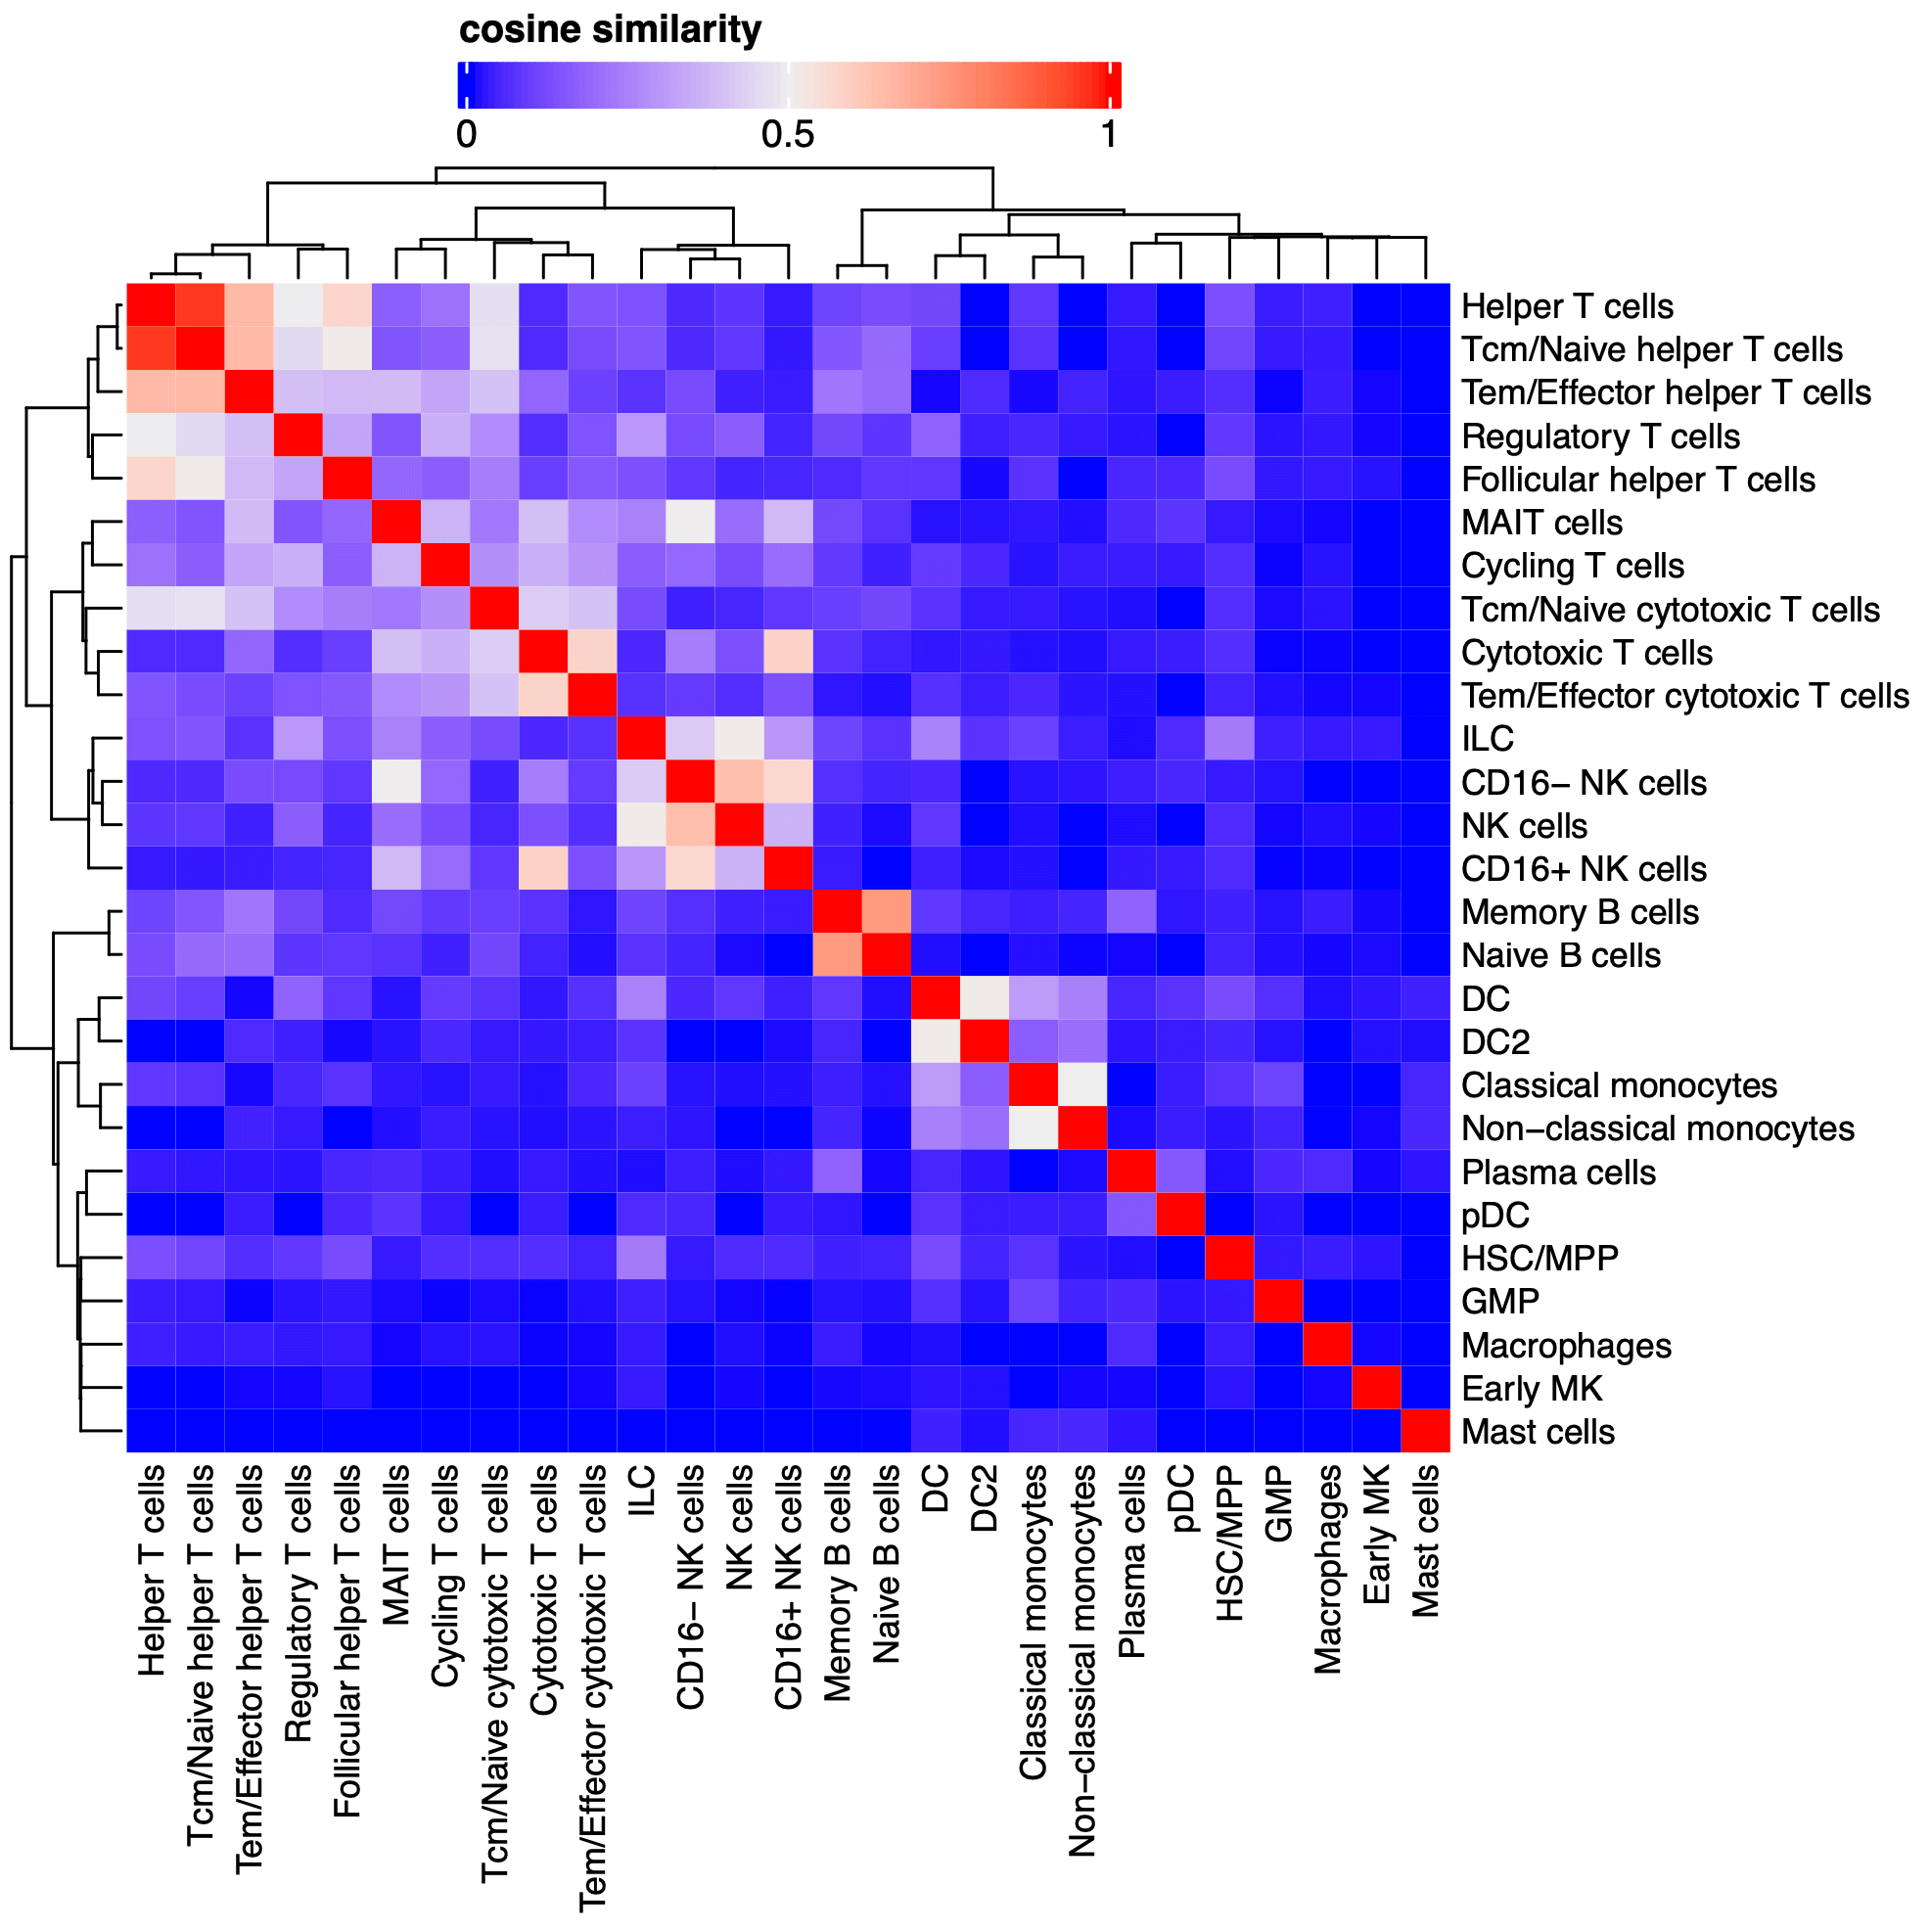 cosine similarity
0 0.5 1
Helper T cells
Tcm/Naive helper T cells
Tem/Effector helper T cells
Regulatory T cells
Follicular helper T cells
MAIT cells
Cycling T cells
Tcm/Naive cytotoxic T cells
Cytotoxic T cells
Tem/Effector cytotoxic T cells
ILC
CD16− NK cells
NK cells
CD16+ NK cells
Memory B cells
Naive B cells
DC
DC2
Classical monocytes
Non−classical monocytes
Plasma cells
pDC
HSC/MPP
GMP
Macrophages
Early MK
Mast cells
Helper T cells
Tcm/Naive helper T cells
Tem/Effector helper T cells
Regulatory T cells
Follicular helper T cells
MAIT cells
Cycling T cells
Tcm/Naive cytotoxic T cells
Cytotoxic T cells
Tem/Effector cytotoxic T cells
ILC
CD16− NK cells
NK cells
CD16+ NK cells
Memory B cells
Naive B cells
DC
DC2
Classical monocytes
Non−classical monocytes
Plasma cells
pDC
HSC/MPP
GMP
Macrophages
Early MK
Mast cells